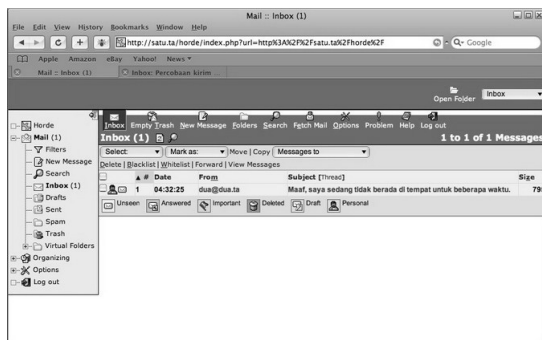 Mail :: Inbox (1)
File Edit View History Bookmarks Window Help
http://satu.ta/horde/index.php?url=http%3A%2F%2Fsatu.ta%2Fhorde%2F
Google
Apple Amazon eBay Yahoo! News
Mail :: Inbox (1) Inbox: Percobaan kirim ...
Open Folder Inbox
Inbox Empty Trash New Message Folders Search Fetch Mail Options Problem Help Log out
Inbox (1) 1 to 1 of 1 Messages
Select: Mark as: Move | Copy Messages to
Delete | Blacklist | Whitelist | Forward | View Messages
# Date From Subject [Thread] Size
1 04:32:25 dua@dua.ta Maaf, saya sedang tidak berada di tempat untuk beberapa waktu. 79
Unseen Answered Important Deleted Draft Personal
Horde
Mail (1)
Filters
New Message
Search
Inbox (1)
Drafts
Sent
Spam
Trash
Virtual Folders
Organizing
Options
Log out